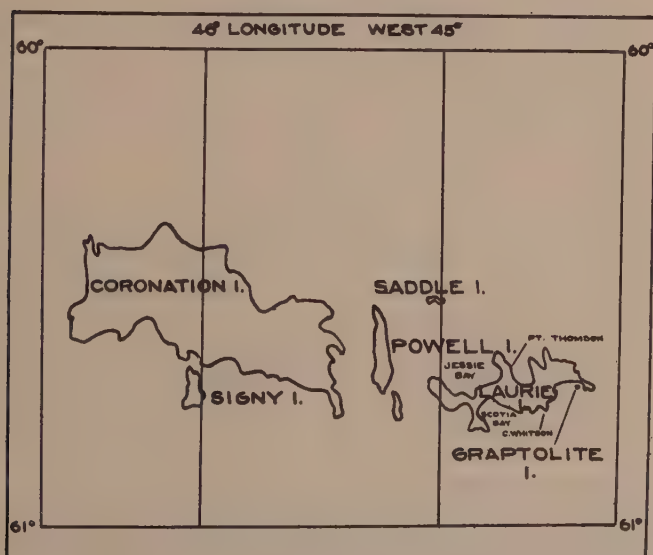 46° LONGITUDE WEST 45°
60° 60°
CORONATION I.
SADDLE I.
POWELL I.
PT. THOMSON
JESSIE
BAY
SIGNY I.
LAURIE
SCOTIA
BAY
C. WHITSON
GRAPTOLITE
I.
61° 61°